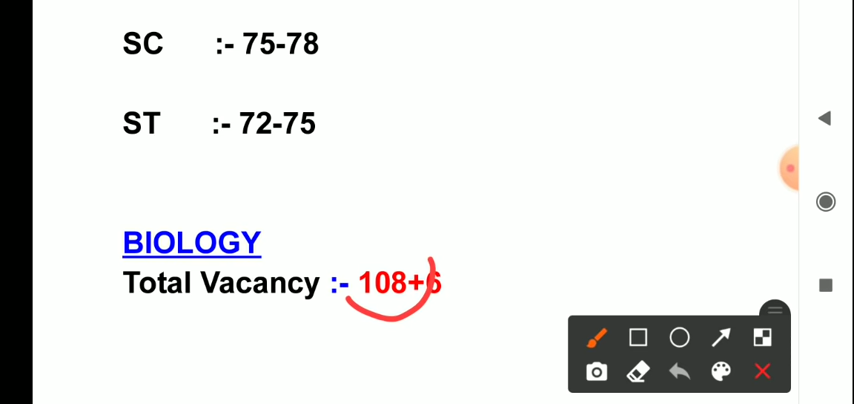 SC :- 75-78
ST :- 72-75
BIOLOGY
Total Vacancy :- 108+6